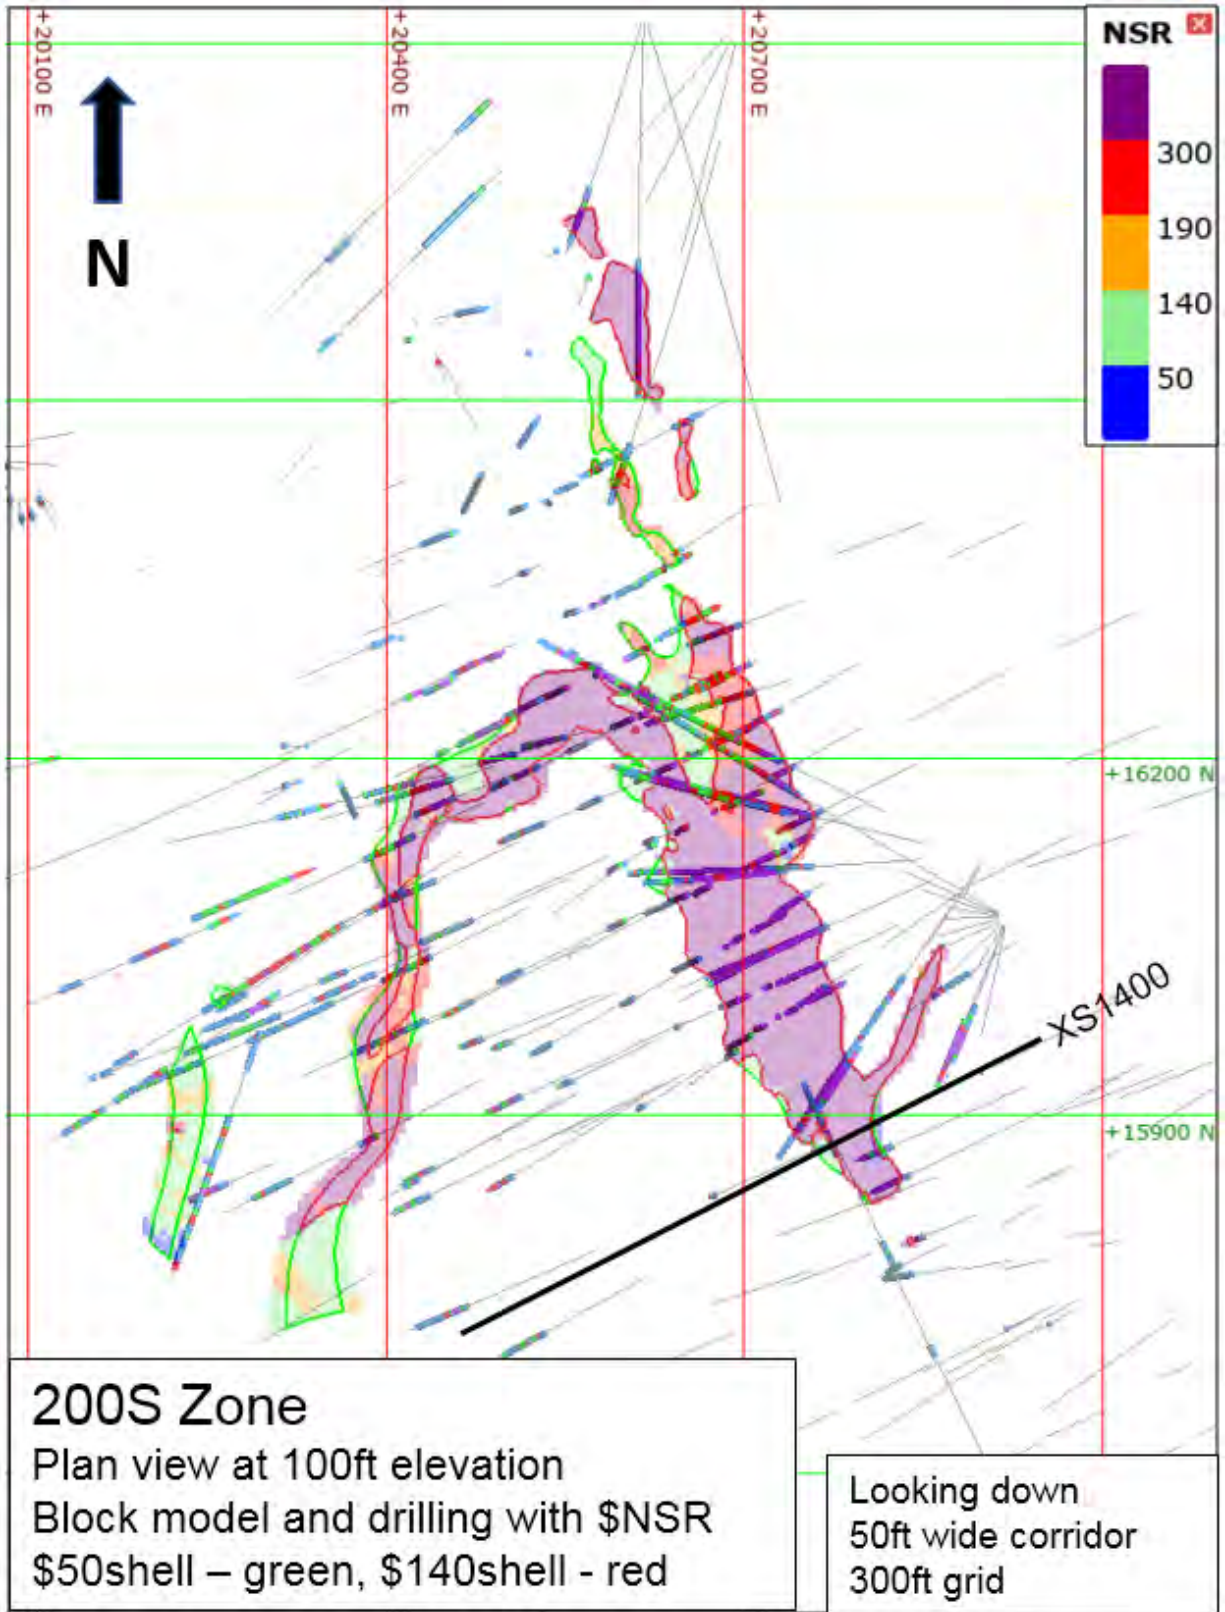 +20100 E
+20400 E
+20700 E
NSR
300
190
140
50
N
+16200 N
XS1400
+15900 N
200S Zone
Plan view at 100ft elevation
Block model and drilling with $NSR
$50shell – green, $140shell - red
Looking down
50ft wide corridor
300ft grid